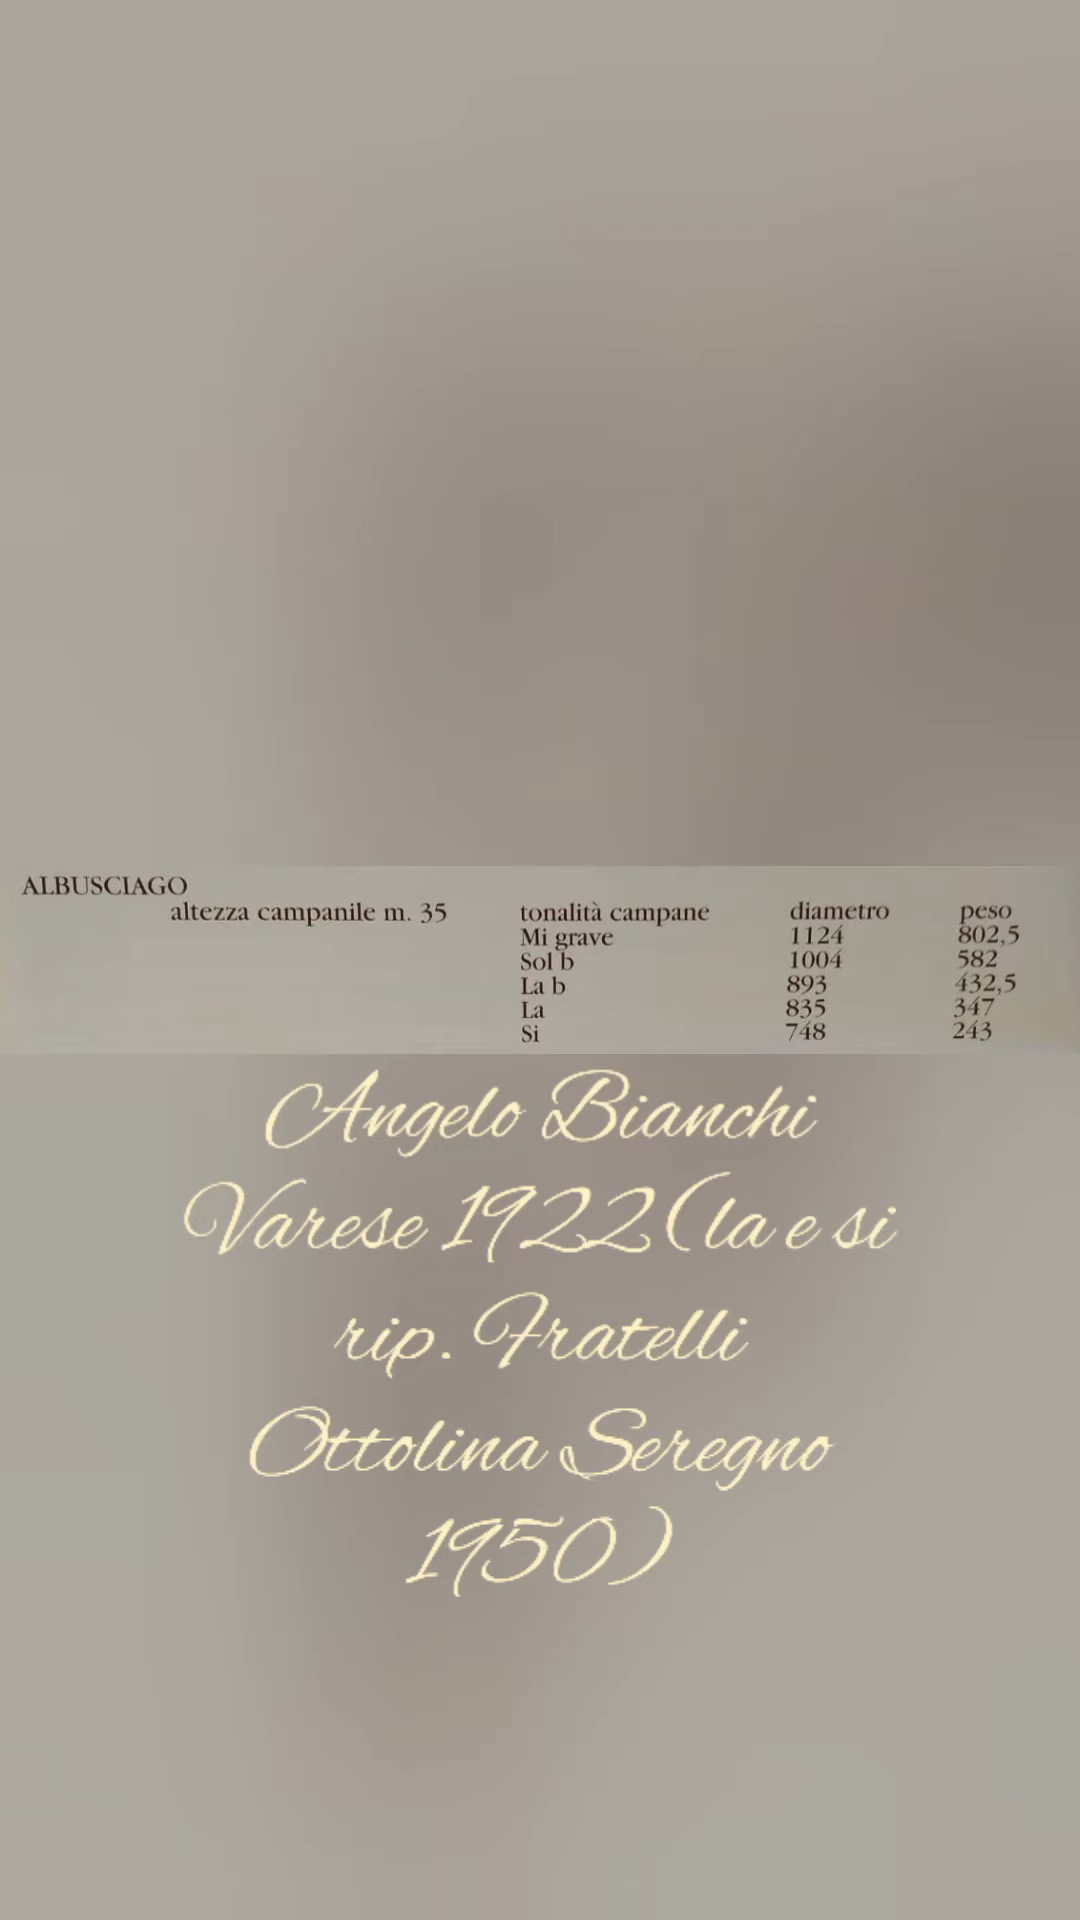 ALBUSCIAGO
altezza campanile m. 35 tonalità campane diametro peso
Mi grave 1124 802,5
Sol b 1004 582
La b 893 432,5
La 835 347
Si 748 243
Angelo Bianchi
Varese 1922(la e si
rip. Fratelli
Ottolina Seregno
1950)